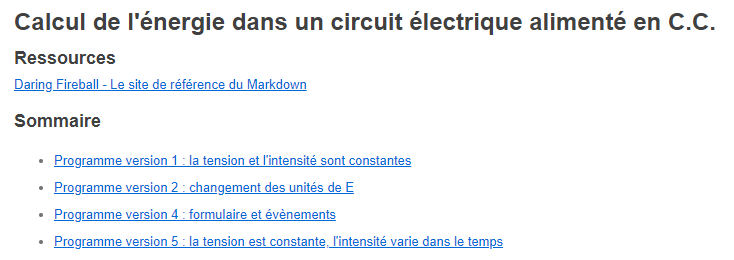 Calcul de l'énergie dans un circuit électrique alimenté en C.C.
Ressources
Daring Fireball - Le site de référence du Markdown
Sommaire
Programme version 1 : la tension et l'intensité sont constantes
Programme version 2 : changement des unités de E
Programme version 4 : formulaire et évènements
Programme version 5 : la tension est constante, l'intensité varie dans le temps